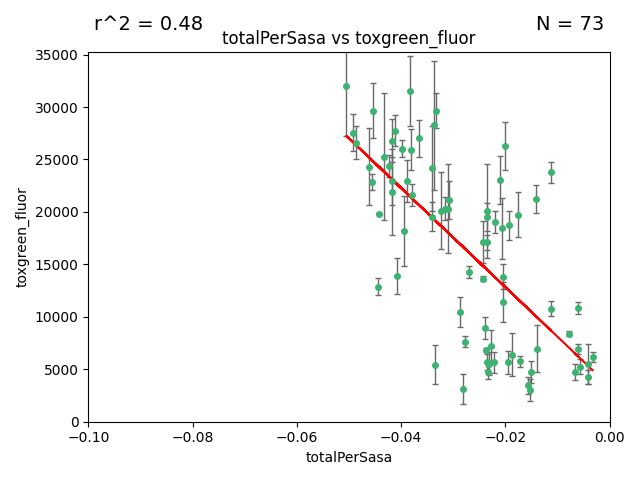 r^2 = 0.48
N = 73
totalPerSasa vs toxgreen_fluor
35000
30000
25000
20000
15000
10000
5000
0
toxgreen_fluor
−0.10
−0.08
−0.06
−0.04
−0.02
0.00
totalPerSasa